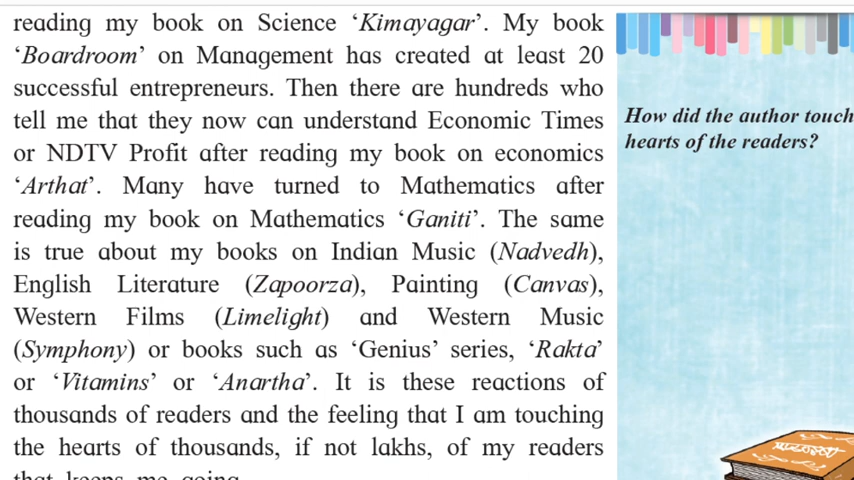 reading my book on Science ‘Kimayagar’. My book
‘Boardroom’ on Management has created at least 20
successful entrepreneurs. Then there are hundreds who
tell me that they now can understand Economic Times
or NDTV Profit after reading my book on economics
‘Arthat’. Many have turned to Mathematics after
reading my book on Mathematics ‘Ganiti’. The same
is true about my books on Indian Music (Nadvedh),
English Literature (Zapoorza), Painting (Canvas),
Western Films (Limelight) and Western Music
(Symphony) or books such as ‘Genius’ series, ‘Rakta’
or ‘Vitamins’ or ‘Anartha’. It is these reactions of
thousands of readers and the feeling that I am touching
the hearts of thousands, if not lakhs, of my readers
that keeps me going.
How did the author touch
hearts of the readers?